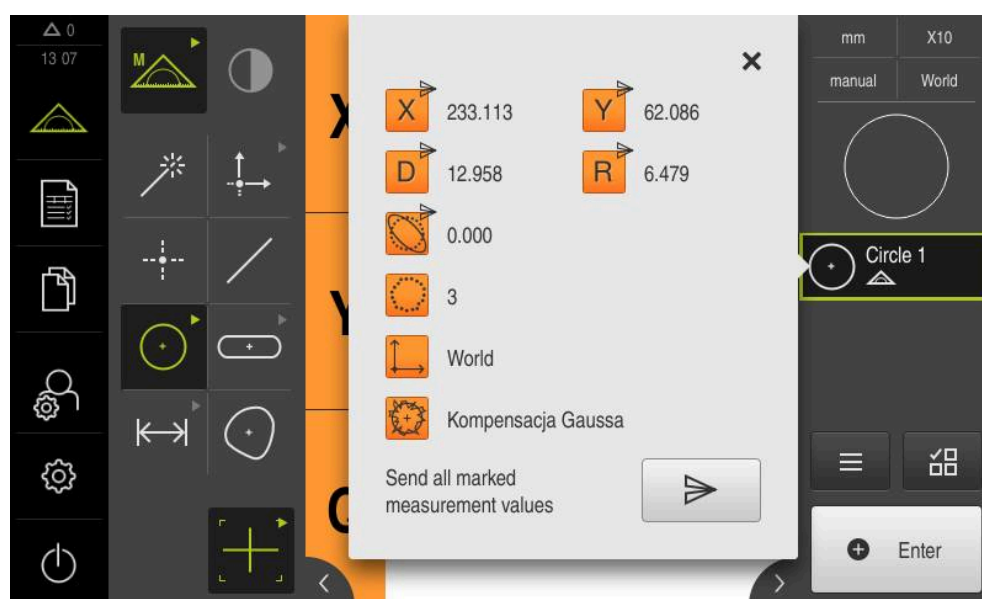 0
13 07
M
X 233.113 Y 62.086
D 12.958 R 6.479
0.000
3
World
Kompensacja Gaussa
Send all marked
measurement values
X
Y
mm X10
manual World
Circle 1
Enter